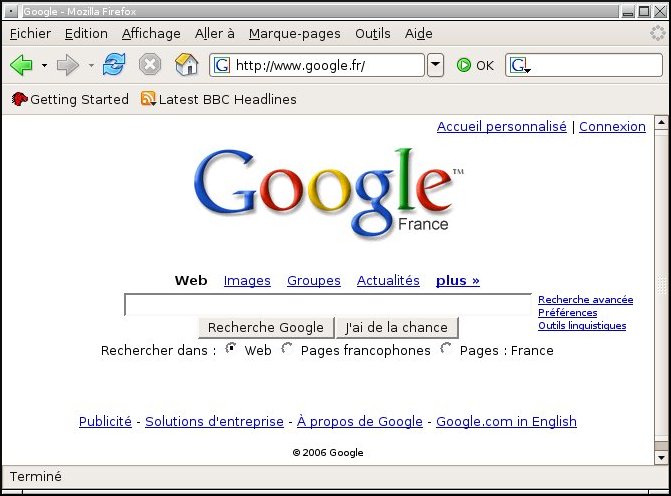 Google - Mozilla Firefox
Fichier Edition Affichage Aller à Marque-pages Outils Aide
http://www.google.fr/ OK
Getting Started Latest BBC Headlines
Accueil personnalisé | Connexion
Google™
France
Web Images Groupes Actualités plus »
Recherche avancée
Préférences
Outils linguistiques
Recherche Google J'ai de la chance
Rechercher dans : Web Pages francophones Pages : France
Publicité - Solutions d'entreprise - À propos de Google - Google.com in English
© 2006 Google
Terminé